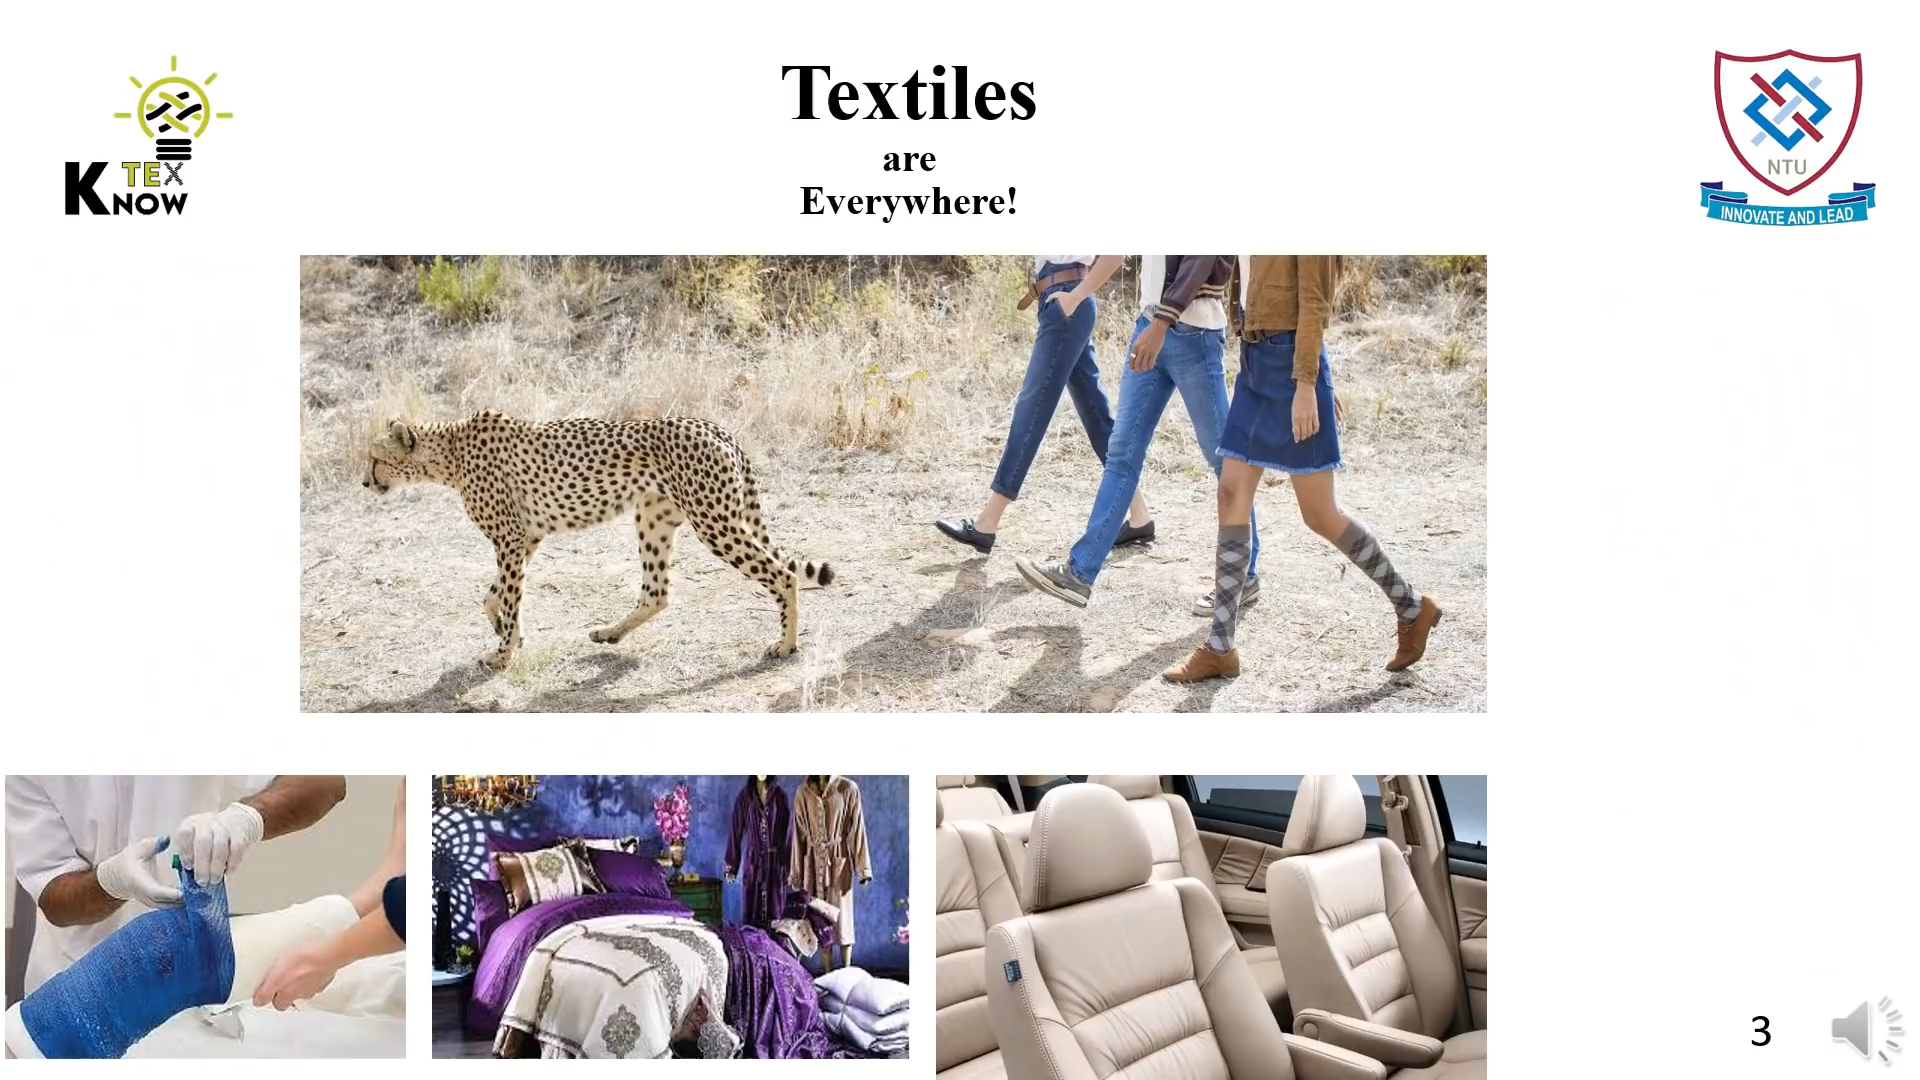 Textiles
are
Everywhere!
TEX
KNOW
NTU
INNOVATE AND LEAD
3